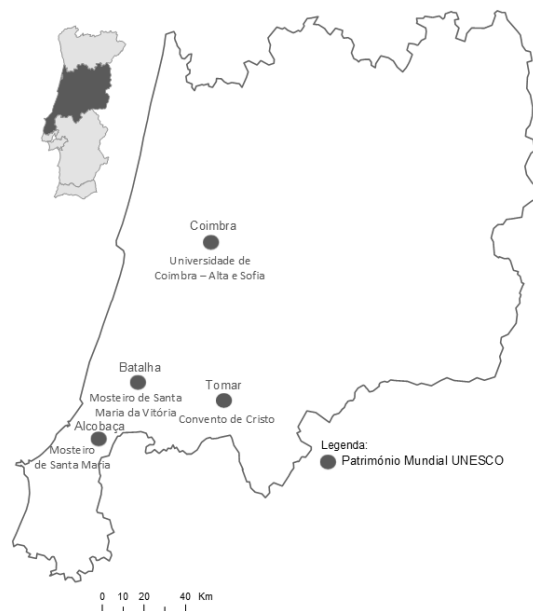 Coimbra
Universidade de
Coimbra – Alta e Sofia
Batalha
Mosteiro de Santa
Maria da Vitória
Tomar
Convento de Cristo
Alcobaça
Mosteiro
de Santa Maria
Legenda:
Património Mundial UNESCO
0 10 20 40 Km